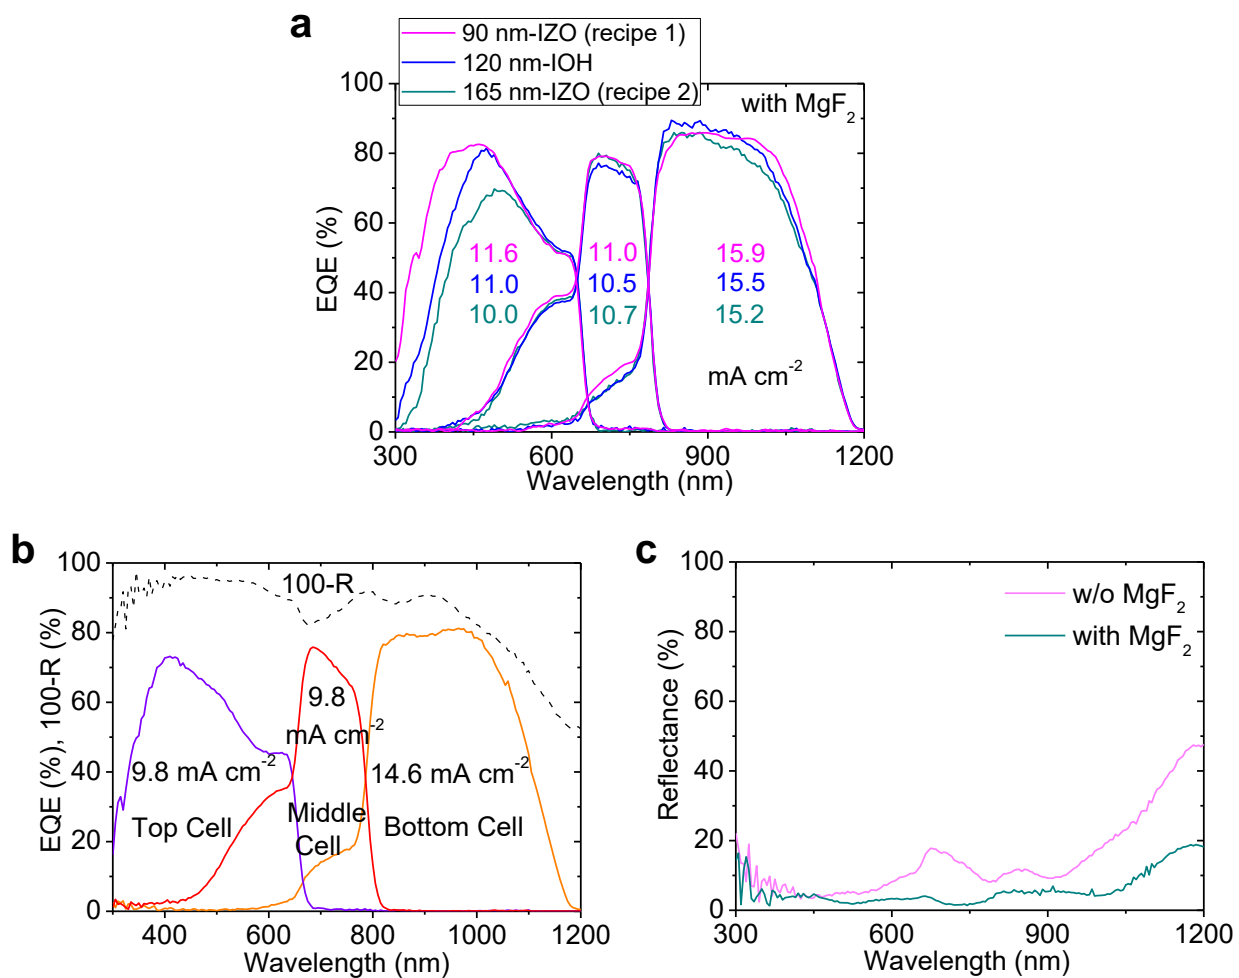 a
90 nm-IZO (recipe 1)
120 nm-IOH
165 nm-IZO (recipe 2)
with MgF2
EQE (%)
100
80
60
40
20
0
11.6
11.0
10.0
11.0
10.5
10.7
15.9
15.5
15.2
mA cm-2
300
600
900
1200
Wavelength (nm)
b
EQE (%), 100-R (%)
100
80
60
40
20
0
100-R
9.8
mA cm-2
9.8 mA cm-2
14.6 mA cm-2
Top Cell
Middle
Cell
Bottom Cell
400
600
800
1000
1200
Wavelength (nm)
c
Reflectance (%)
100
80
60
40
20
0
w/o MgF2
with MgF2
300
600
900
1200
Wavelength (nm)